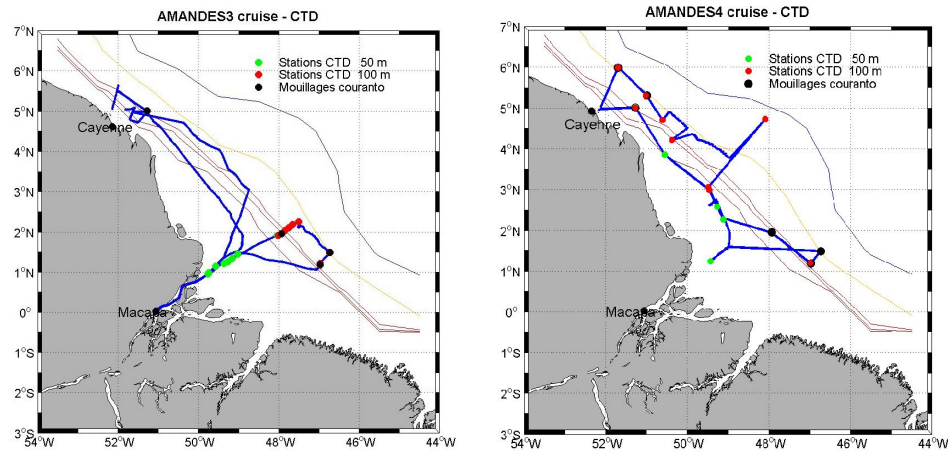 AMANDES3 cruise - CTD
7°N
6°N
5°N
4°N
3°N
2°N
1°N
0°
1°S
2°S
3°S
54°W 52°W 50°W 48°W 46°W 44°W
Stations CTD 50 m
Stations CTD 100 m
Mouillages couranto
Cayenne
Macapa
AMANDES4 cruise - CTD
7°N
6°N
5°N
4°N
3°N
2°N
1°N
0°
1°S
2°S
3°S
54°W 52°W 50°W 48°W 46°W 44°W
Stations CTD 50 m
Stations CTD 100 m
Mouillages couranto
Cayenne
Macapa